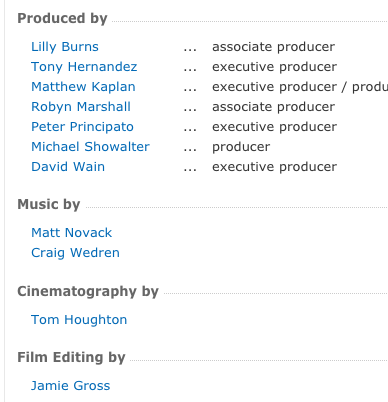 Produced by
Lilly Burns ... associate producer
Tony Hernandez ... executive producer
Matthew Kaplan ... executive producer / produ
Robyn Marshall ... associate producer
Peter Principato ... executive producer
Michael Showalter ... producer
David Wain ... executive producer
Music by
Matt Novack
Craig Wedren
Cinematography by
Tom Houghton
Film Editing by
Jamie Gross